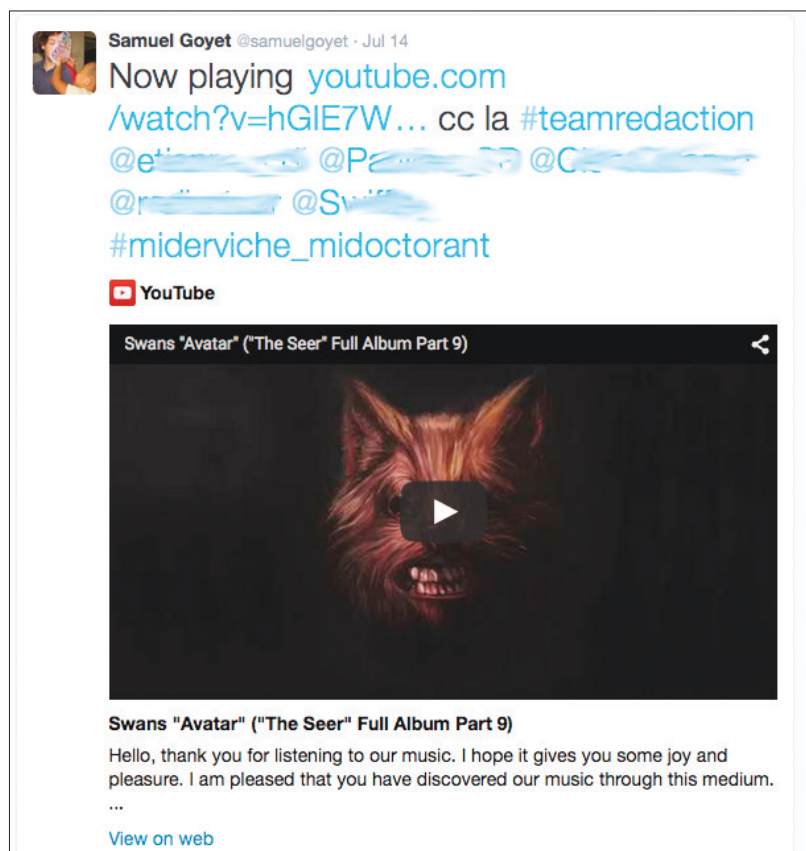 Samuel Goyet @samuelgoyet · Jul 14
Now playing youtube.com
/watch?v=hGlE7W... cc la #teamredaction
#miderviche_midoctorant
YouTube
Swans "Avatar" ("The Seer" Full Album Part 9)
Swans "Avatar" ("The Seer" Full Album Part 9)
Hello, thank you for listening to our music. I hope it gives you some joy and
pleasure. I am pleased that you have discovered our music through this medium.
...
View on web